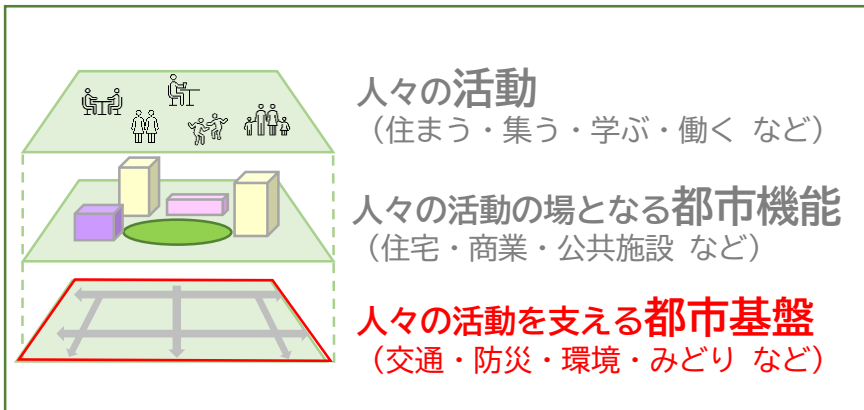 人々の活動
（住まう・集う・学ぶ・働く など）
人々の活動の場となる都市機能
（住宅・商業・公共施設 など）
人々の活動を支える都市基盤
（交通・防災・環境・みどり など）